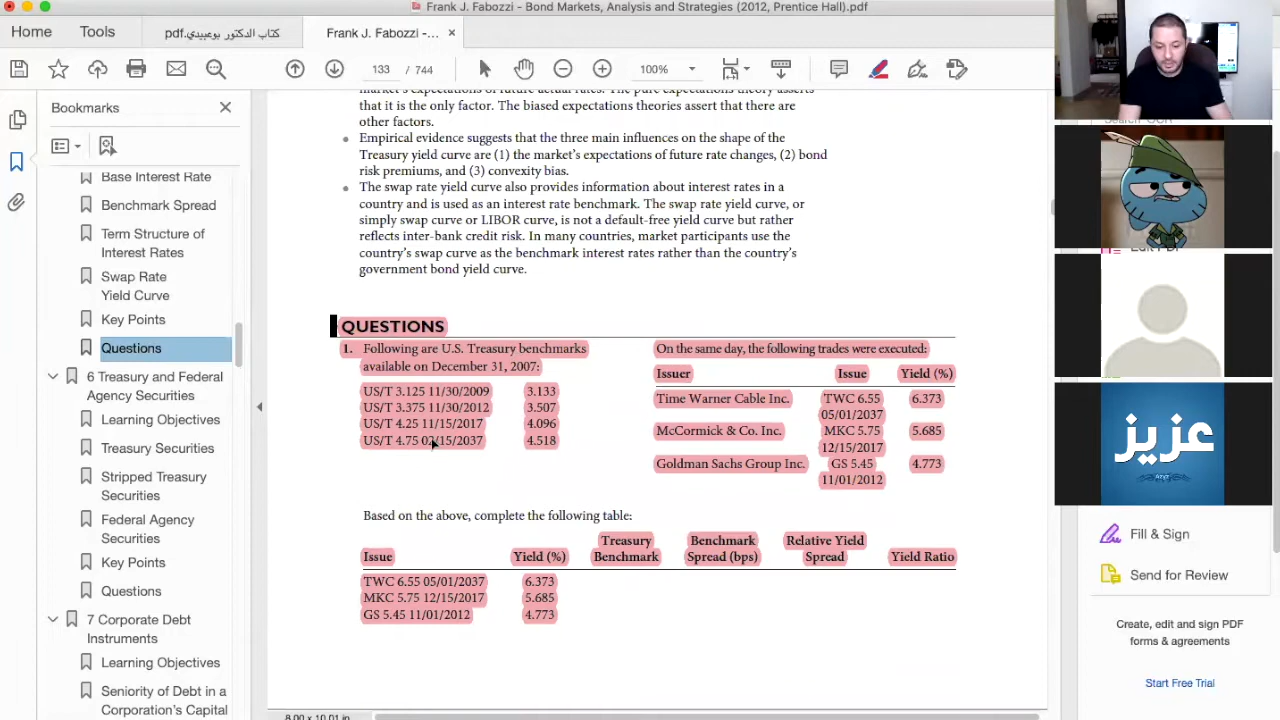 Frank J. Fabozzi - Bond Markets, Analysis and Strategies (2012, Prentice Hall).pdf
Home
Tools
كتاب الدكتور بوعبيدي.pdf
Frank J. Fabozzi -... ×
133 / 744
100%
Bookmarks
Base Interest Rate
Benchmark Spread
Term Structure of
Interest Rates
Swap Rate
Yield Curve
Key Points
Questions
6 Treasury and Federal
Agency Securities
Learning Objectives
Treasury Securities
Stripped Treasury
Securities
Federal Agency
Securities
Key Points
Questions
7 Corporate Debt
Instruments
Learning Objectives
Seniority of Debt in a
Corporation's Capital
market's expectations of future actual rates. The pure expectations theory asserts
that it is the only factor. The biased expectations theories assert that there are
other factors.
• Empirical evidence suggests that the three main influences on the shape of the
Treasury yield curve are (1) the market's expectations of future rate changes, (2) bond
risk premiums, and (3) convexity bias.
• The swap rate yield curve also provides information about interest rates in a
country and is used as an interest rate benchmark. The swap rate yield curve, or
simply swap curve or LIBOR curve, is not a default-free yield curve but rather
reflects inter-bank credit risk. In many countries, market participants use the
country's swap curve as the benchmark interest rates rather than the country's
government bond yield curve.
QUESTIONS
1. Following are U.S. Treasury benchmarks
available on December 31, 2007:
US/T 3.125 11/30/2009 3.133
US/T 3.375 11/30/2012 3.507
US/T 4.25 11/15/2017 4.096
US/T 4.75 02/15/2037 4.518
On the same day, the following trades were executed:
Issuer Issue Yield (%)
Time Warner Cable Inc. TWC 6.55 6.373
05/01/2037
McCormick & Co. Inc. MKC 5.75 5.685
12/15/2017
Goldman Sachs Group Inc. GS 5.45 4.773
11/01/2012
Based on the above, complete the following table:
Treasury Benchmark Relative Yield
Issue Yield (%) Benchmark Spread (bps) Spread Yield Ratio
TWC 6.55 05/01/2037 6.373
MKC 5.75 12/15/2017 5.685
GS 5.45 11/01/2012 4.773
8.00 x 10.01 in
عزيز
Azyz
Fill & Sign
Send for Review
Create, edit and sign PDF
forms & agreements
Start Free Trial